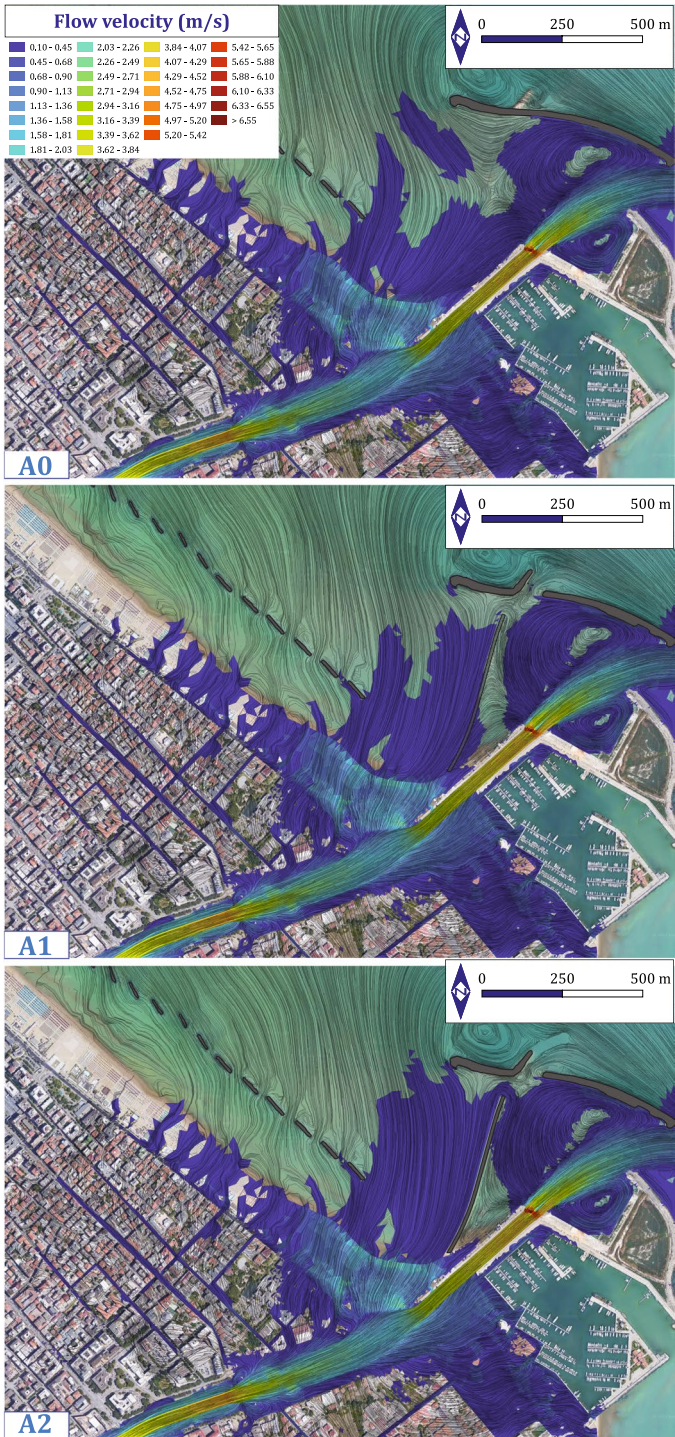 Flow velocity (m/s)
0.10 - 0.45 2.03 - 2.26 3.84 - 4.07 5.42 - 5.65
0.45 - 0.68 2.26 - 2.49 4.07 - 4.29 5.65 - 5.88
0.68 - 0.90 2.49 - 2.71 4.29 - 4.52 5.88 - 6.10
0.90 - 1.13 2.71 - 2.94 4.52 - 4.75 6.10 - 6.33
1.13 - 1.36 2.94 - 3.16 4.75 - 4.97 6.33 - 6.55
1.36 - 1.58 3.16 - 3.39 4.97 - 5.20 > 6.55
1.58 - 1.81 3.39 - 3.62 5.20 - 5.42
1.81 - 2.03 3.62 - 3.84
N
0 250 500 m
A0
N
0 250 500 m
A1
N
0 250 500 m
A2